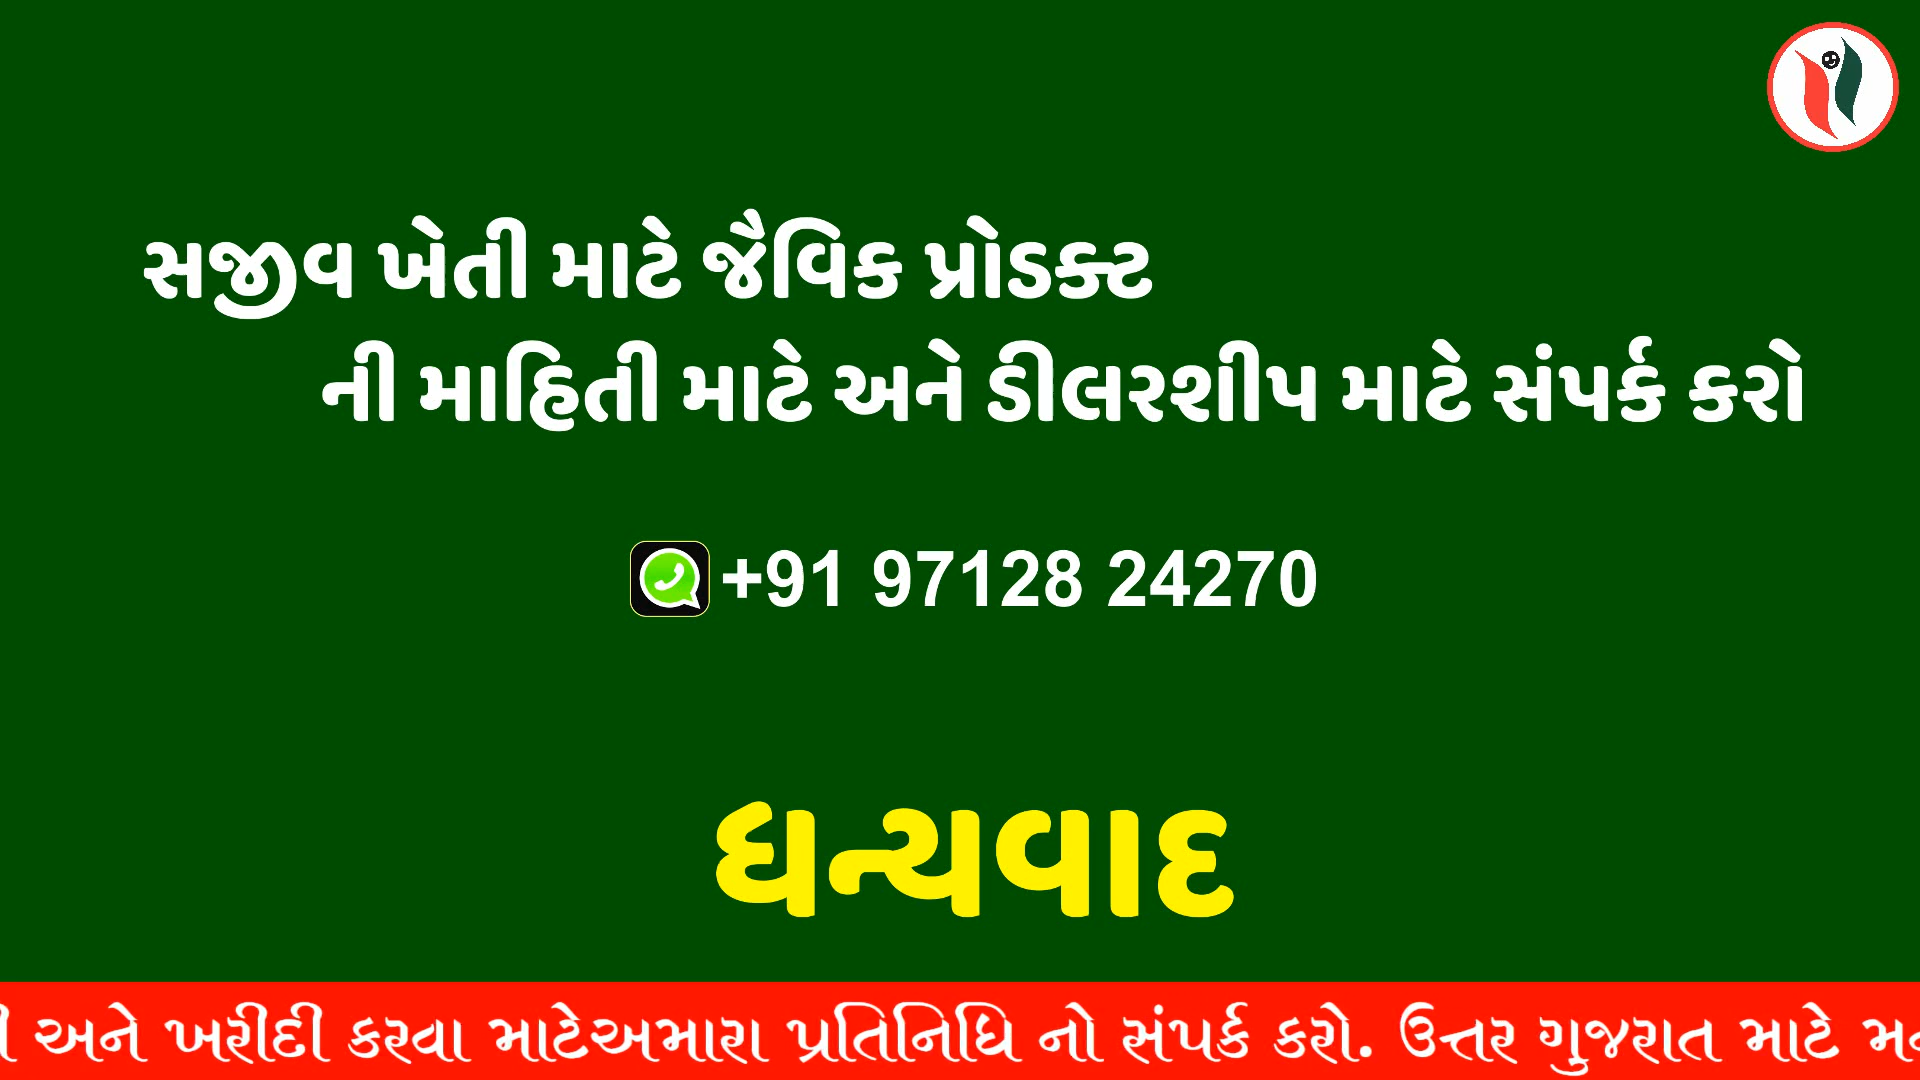 સજીવ ખેતી માટે જૈવિક પ્રોડક્ટ
ની માહિતી માટે અને ડીલરશીપ માટે સંપર્ક કરો
+91 97128 24270
ધન્યવાદ
અને ખરીદી કરવા માટેઅમારા પ્રતિનિધિ નો સંપર્ક કરો. ઉત્તર ગુજરાત માટે